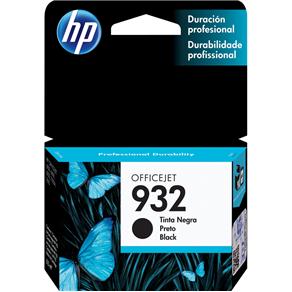 hp
Duración
profesional
Durabilidade
profissional
Professional Durability
OFFICEJET
932
Tinta Negra
Preto
Black